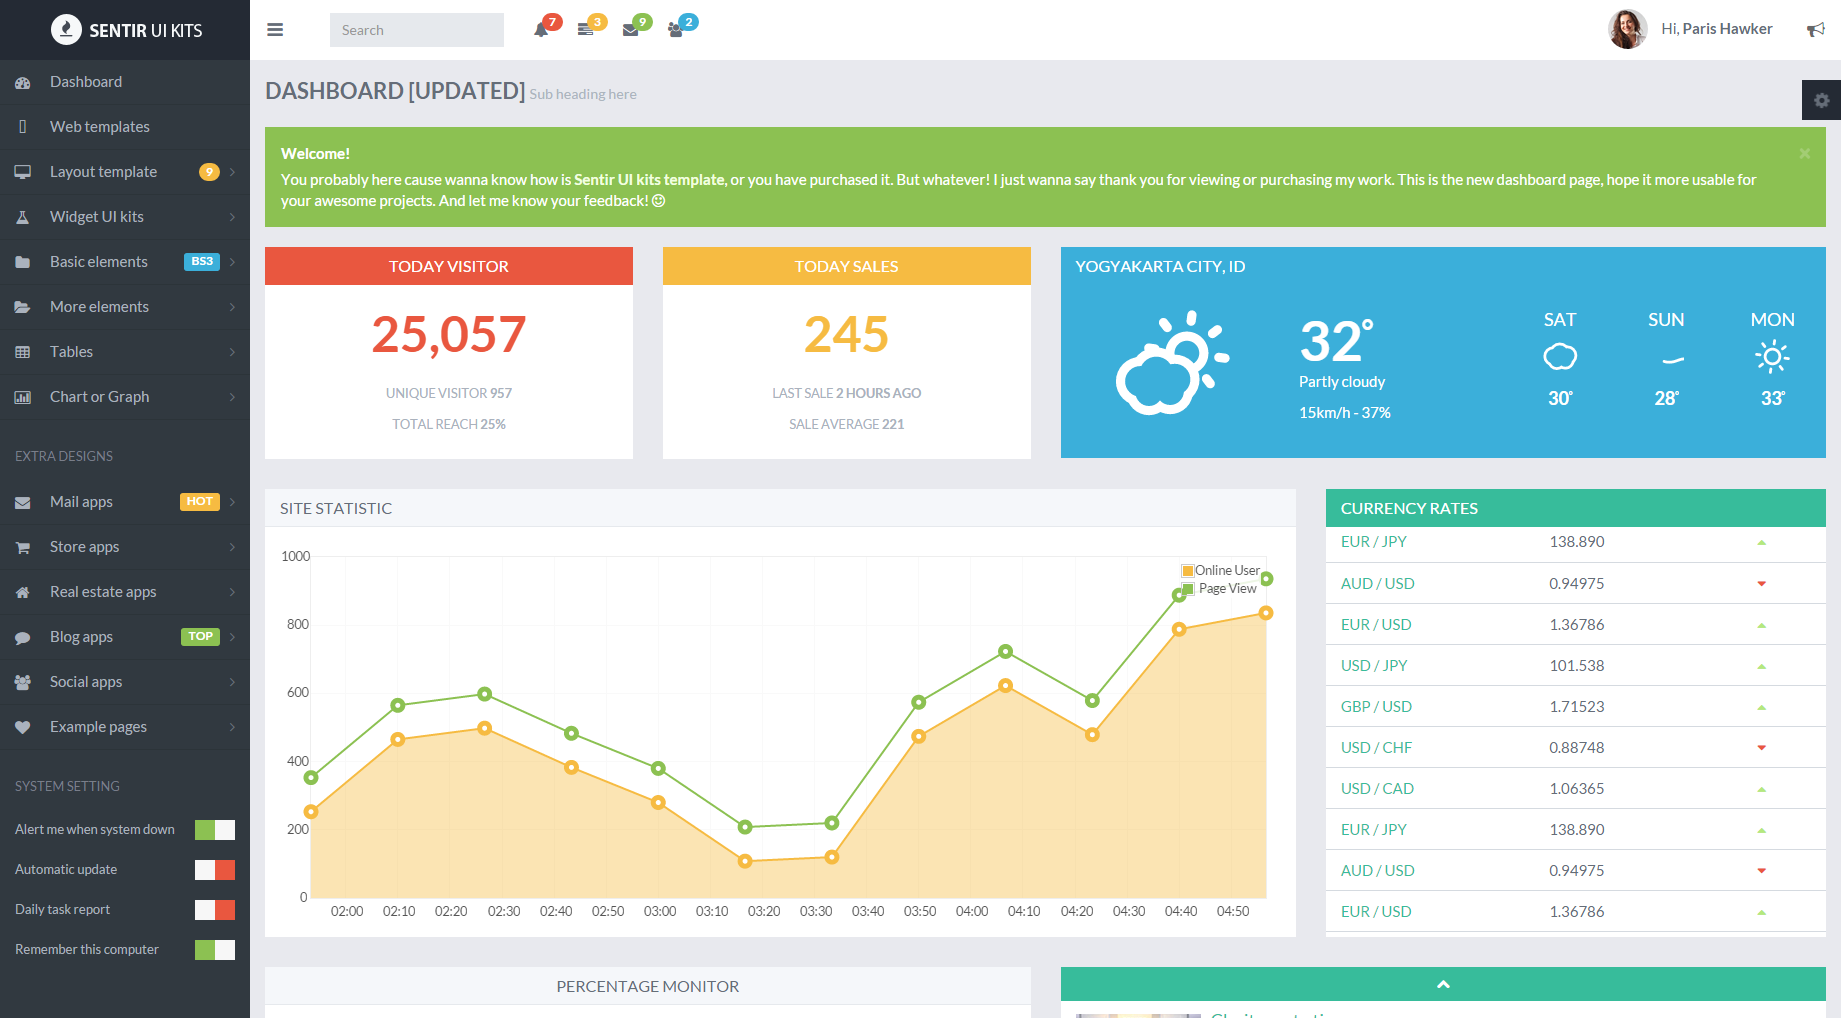 SENTIR UI KITS
Search
7
3
9
2
Hi, Paris Hawker
Dashboard
Web templates
Layout template 9
Widget UI kits
Basic elements BS3
More elements
Tables
Chart or Graph
EXTRA DESIGNS
Mail apps HOT
Store apps
Real estate apps
Blog apps TOP
Social apps
Example pages
SYSTEM SETTING
Alert me when system down
Automatic update
Daily task report
Remember this computer
DASHBOARD [UPDATED] Sub heading here
Welcome!
You probably here cause wanna know how is Sentir UI kits template, or you have purchased it. But whatever! I just wanna say thank you for viewing or purchasing my work. This is the new dashboard page, hope it more usable for
your awesome projects. And let me know your feedback!
TODAY VISITOR
25,057
UNIQUE VISITOR 957
TOTAL REACH 25%
TODAY SALES
245
LAST SALE 2 HOURS AGO
SALE AVERAGE 221
YOGYAKARTA CITY, ID
32°
Partly cloudy
15km/h - 37%
SAT
30°
SUN
28°
MON
33°
SITE STATISTIC
1000
800
600
400
200
0
Online User
Page View
02:00 02:10 02:20 02:30 02:40 02:50 03:00 03:10 03:20 03:30 03:40 03:50 04:00 04:10 04:20 04:30 04:40 04:50
CURRENCY RATES
EUR / JPY 138.890
AUD / USD 0.94975
EUR / USD 1.36786
USD / JPY 101.538
GBP / USD 1.71523
USD / CHF 0.88748
USD / CAD 1.06365
EUR / JPY 138.890
AUD / USD 0.94975
EUR / USD 1.36786
PERCENTAGE MONITOR